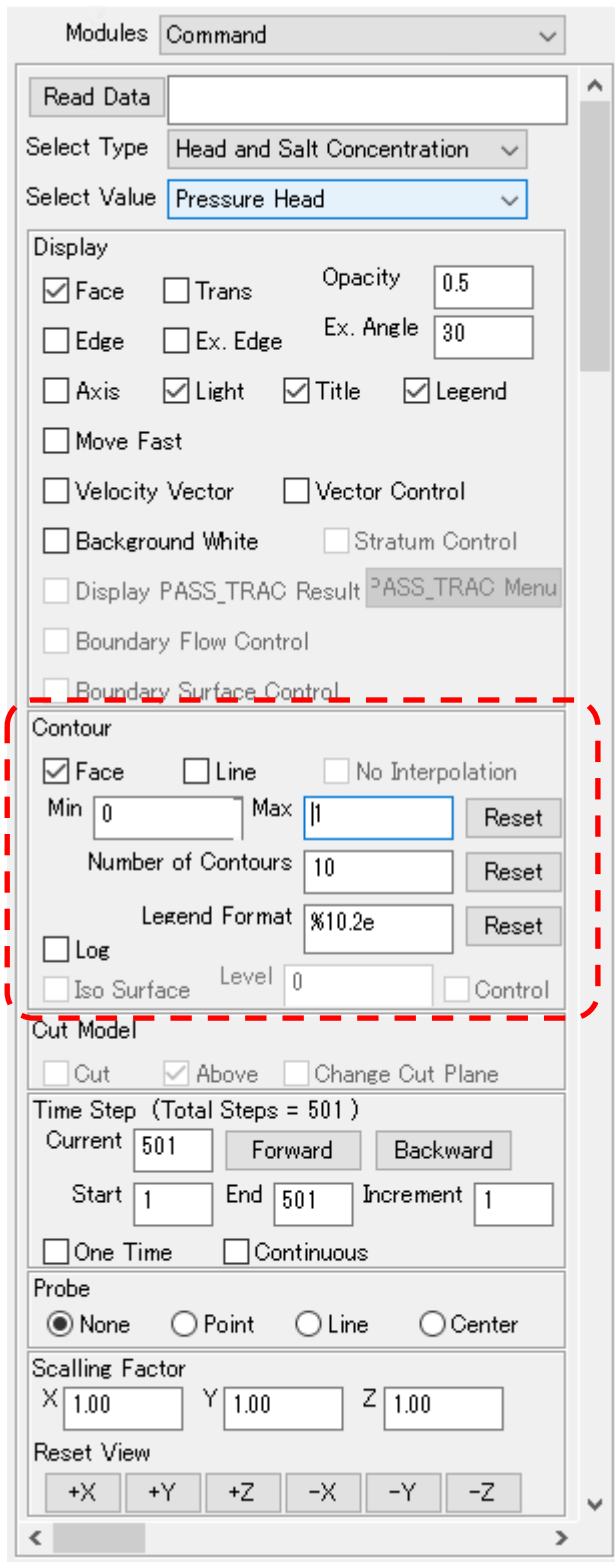 Modules Command
Read Data
Select Type Head and Salt Concentration
Select Value Pressure Head
Display
Face Trans Opacity 0.5
Edge Ex. Edge Ex. Angle 30
Axis Light Title Legend
Move Fast
Velocity Vector Vector Control
Background White Stratum Control
Display PASS_TRAC Result PASS_TRAC Menu
Boundary Flow Control
Boundary Surface Control
Contour
Face Line No Interpolation
Min 0 Max 1 Reset
Number of Contours 10 Reset
Legend Format %10.2e Reset
Log
Iso Surface Level 0 Control
Cut Model
Cut Above Change Cut Plane
Time Step (Total Steps = 501 )
Current 501 Forward Backward
Start 1 End 501 Increment 1
One Time Continuous
Probe
None Point Line Center
Scalling Factor
X 1.00 Y 1.00 Z 1.00
Reset View
+X +Y +Z -X -Y -Z